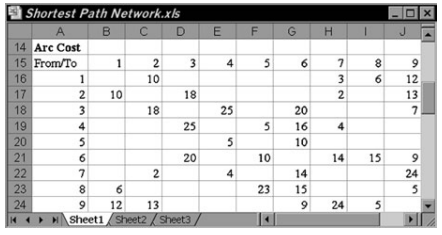 Shortest Path Network.xls
A B C D E F G H I J
14 Arc Cost
15 From/To 1 2 3 4 5 6 7 8 9
16 1 10 3 6 12
17 2 10 18 2 13
18 3 18 25 20 7
19 4 25 5 16 4
20 5 5 10
21 6 20 10 14 15 9
22 7 2 4 14 24
23 8 6 23 15 5
24 9 12 13 9 24 5
Sheet1 Sheet2 Sheet3